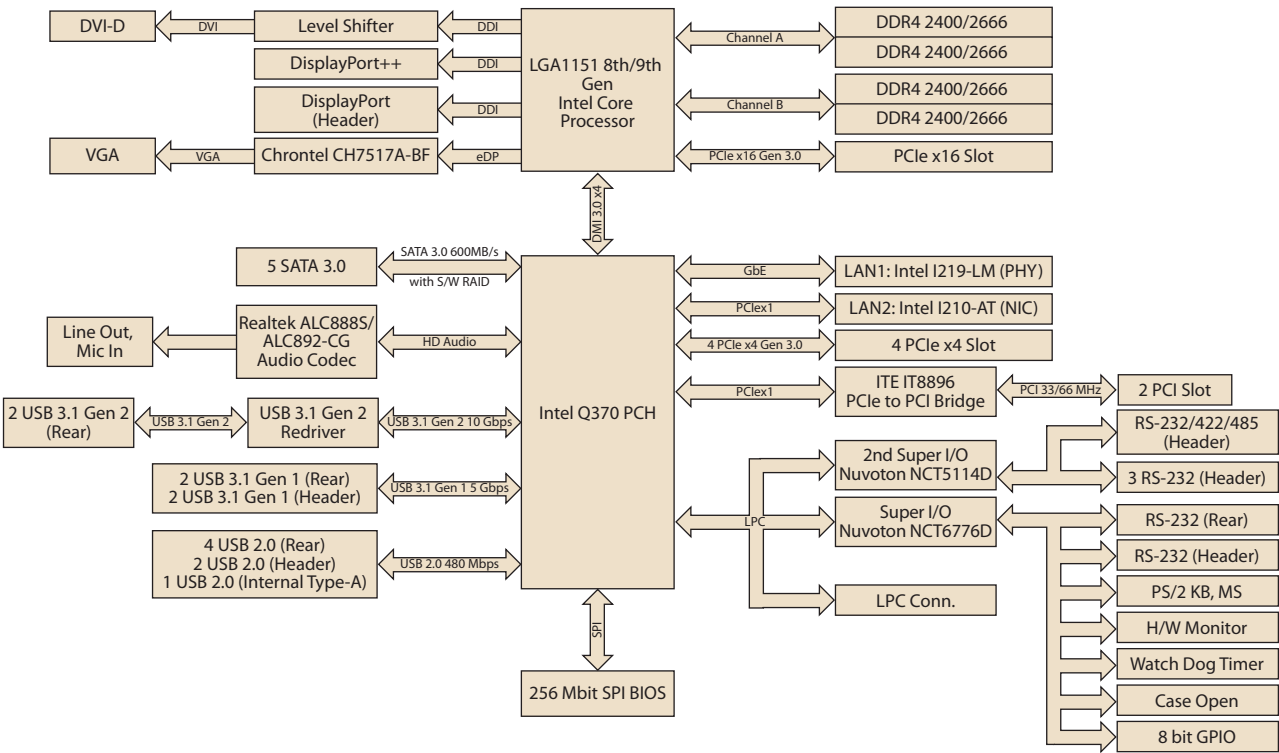 DVI-D
DVI
Level Shifter
DDI
DisplayPort++
DDI
DisplayPort
(Header)
DDI
VGA
VGA
Chrontel CH7517A-BF
eDP
LGA1151 8th/9th
Gen
Intel Core
Processor
Channel A
DDR4 2400/2666
DDR4 2400/2666
Channel B
DDR4 2400/2666
DDR4 2400/2666
PCIe x16 Gen 3.0
PCIe x16 Slot
DMI 3.0 x4
5 SATA 3.0
SATA 3.0 600MB/s
with S/W RAID
Line Out,
Mic In
Realtek ALC888S/
ALC892-CG
Audio Codec
HD Audio
2 USB 3.1 Gen 2
(Rear)
USB 3.1 Gen 2
USB 3.1 Gen 2
Redriver
USB 3.1 Gen 2 10 Gbps
2 USB 3.1 Gen 1 (Rear)
2 USB 3.1 Gen 1 (Header)
USB 3.1 Gen 1 5 Gbps
4 USB 2.0 (Rear)
2 USB 2.0 (Header)
1 USB 2.0 (Internal Type-A)
USB 2.0 480 Mbps
Intel Q370 PCH
GbE
LAN1: Intel I219-LM (PHY)
PCIex1
LAN2: Intel I210-AT (NIC)
4 PCIe x4 Gen 3.0
4 PCIe x4 Slot
PCIex1
ITE IT8896
PCIe to PCI Bridge
PCI 33/66 MHz
2 PCI Slot
LPC
2nd Super I/O
Nuvoton NCT5114D
RS-232/422/485
(Header)
3 RS-232 (Header)
Super I/O
Nuvoton NCT6776D
RS-232 (Rear)
RS-232 (Header)
PS/2 KB, MS
H/W Monitor
Watch Dog Timer
Case Open
8 bit GPIO
LPC Conn.
SPI
256 Mbit SPI BIOS